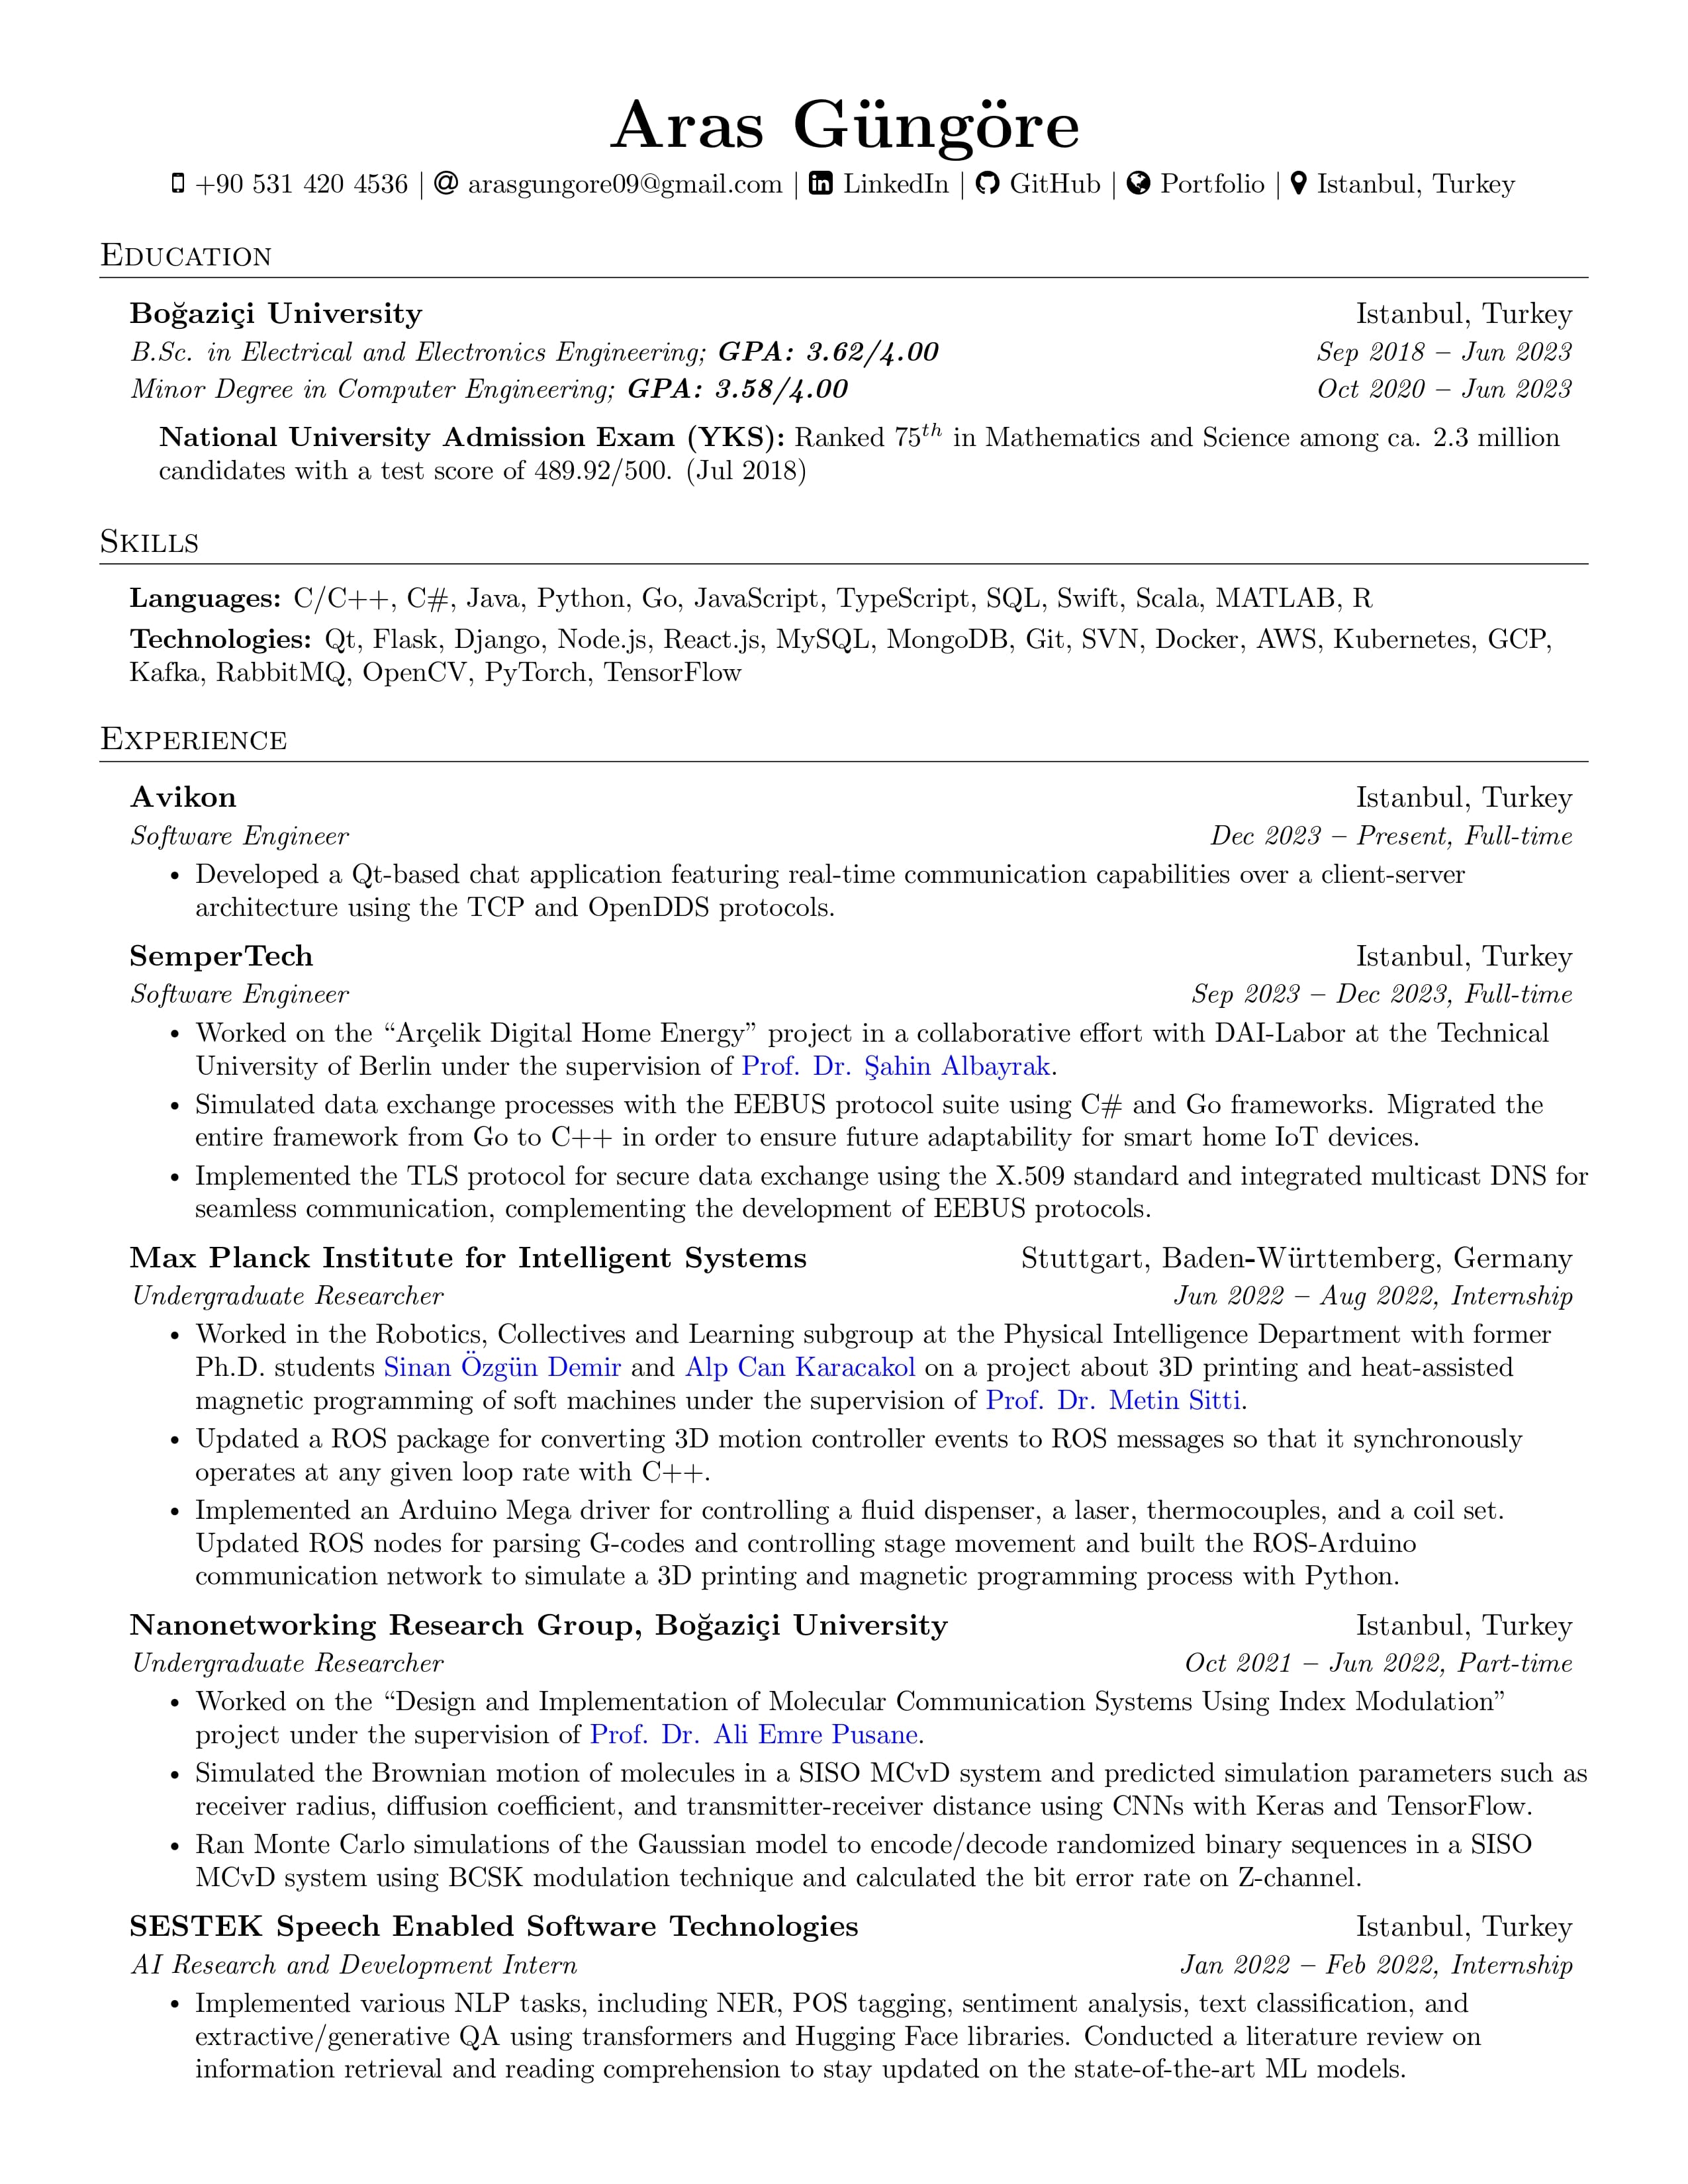 Aras Güngöre
+90 531 420 4536 | arasgungore09@gmail.com | LinkedIn | GitHub | Portfolio | Istanbul, Turkey
Education
Boğaziçi University Istanbul, Turkey
B.Sc. in Electrical and Electronics Engineering; GPA: 3.62/4.00 Sep 2018 – Jun 2023
Minor Degree in Computer Engineering; GPA: 3.58/4.00 Oct 2020 – Jun 2023
National University Admission Exam (YKS): Ranked 75th in Mathematics and Science among ca. 2.3 million
candidates with a test score of 489.92/500. (Jul 2018)
Skills
Languages: C/C++, C#, Java, Python, Go, JavaScript, TypeScript, SQL, Swift, Scala, MATLAB, R
Technologies: Qt, Flask, Django, Node.js, React.js, MySQL, MongoDB, Git, SVN, Docker, AWS, Kubernetes, GCP,
Kafka, RabbitMQ, OpenCV, PyTorch, TensorFlow
Experience
Avikon Istanbul, Turkey
Software Engineer Dec 2023 – Present, Full-time
• Developed a Qt-based chat application featuring real-time communication capabilities over a client-server
architecture using the TCP and OpenDDS protocols.
SemperTech Istanbul, Turkey
Software Engineer Sep 2023 – Dec 2023, Full-time
• Worked on the “Arçelik Digital Home Energy” project in a collaborative effort with DAI-Labor at the Technical
University of Berlin under the supervision of Prof. Dr. Şahin Albayrak.
• Simulated data exchange processes with the EEBUS protocol suite using C# and Go frameworks. Migrated the
entire framework from Go to C++ in order to ensure future adaptability for smart home IoT devices.
• Implemented the TLS protocol for secure data exchange using the X.509 standard and integrated multicast DNS for
seamless communication, complementing the development of EEBUS protocols.
Max Planck Institute for Intelligent Systems Stuttgart, Baden-Württemberg, Germany
Undergraduate Researcher Jun 2022 – Aug 2022, Internship
• Worked in the Robotics, Collectives and Learning subgroup at the Physical Intelligence Department with former
Ph.D. students Sinan Özgün Demir and Alp Can Karacakol on a project about 3D printing and heat-assisted
magnetic programming of soft machines under the supervision of Prof. Dr. Metin Sitti.
• Updated a ROS package for converting 3D motion controller events to ROS messages so that it synchronously
operates at any given loop rate with C++.
• Implemented an Arduino Mega driver for controlling a fluid dispenser, a laser, thermocouples, and a coil set.
Updated ROS nodes for parsing G-codes and controlling stage movement and built the ROS-Arduino
communication network to simulate a 3D printing and magnetic programming process with Python.
Nanonetworking Research Group, Boğaziçi University Istanbul, Turkey
Undergraduate Researcher Oct 2021 – Jun 2022, Part-time
• Worked on the “Design and Implementation of Molecular Communication Systems Using Index Modulation”
project under the supervision of Prof. Dr. Ali Emre Pusane.
• Simulated the Brownian motion of molecules in a SISO MCvD system and predicted simulation parameters such as
receiver radius, diffusion coefficient, and transmitter-receiver distance using CNNs with Keras and TensorFlow.
• Ran Monte Carlo simulations of the Gaussian model to encode/decode randomized binary sequences in a SISO
MCvD system using BCSK modulation technique and calculated the bit error rate on Z-channel.
SESTEK Speech Enabled Software Technologies Istanbul, Turkey
AI Research and Development Intern Jan 2022 – Feb 2022, Internship
• Implemented various NLP tasks, including NER, POS tagging, sentiment analysis, text classification, and
extractive/generative QA using transformers and Hugging Face libraries. Conducted a literature review on
information retrieval and reading comprehension to stay updated on the state-of-the-art ML models.